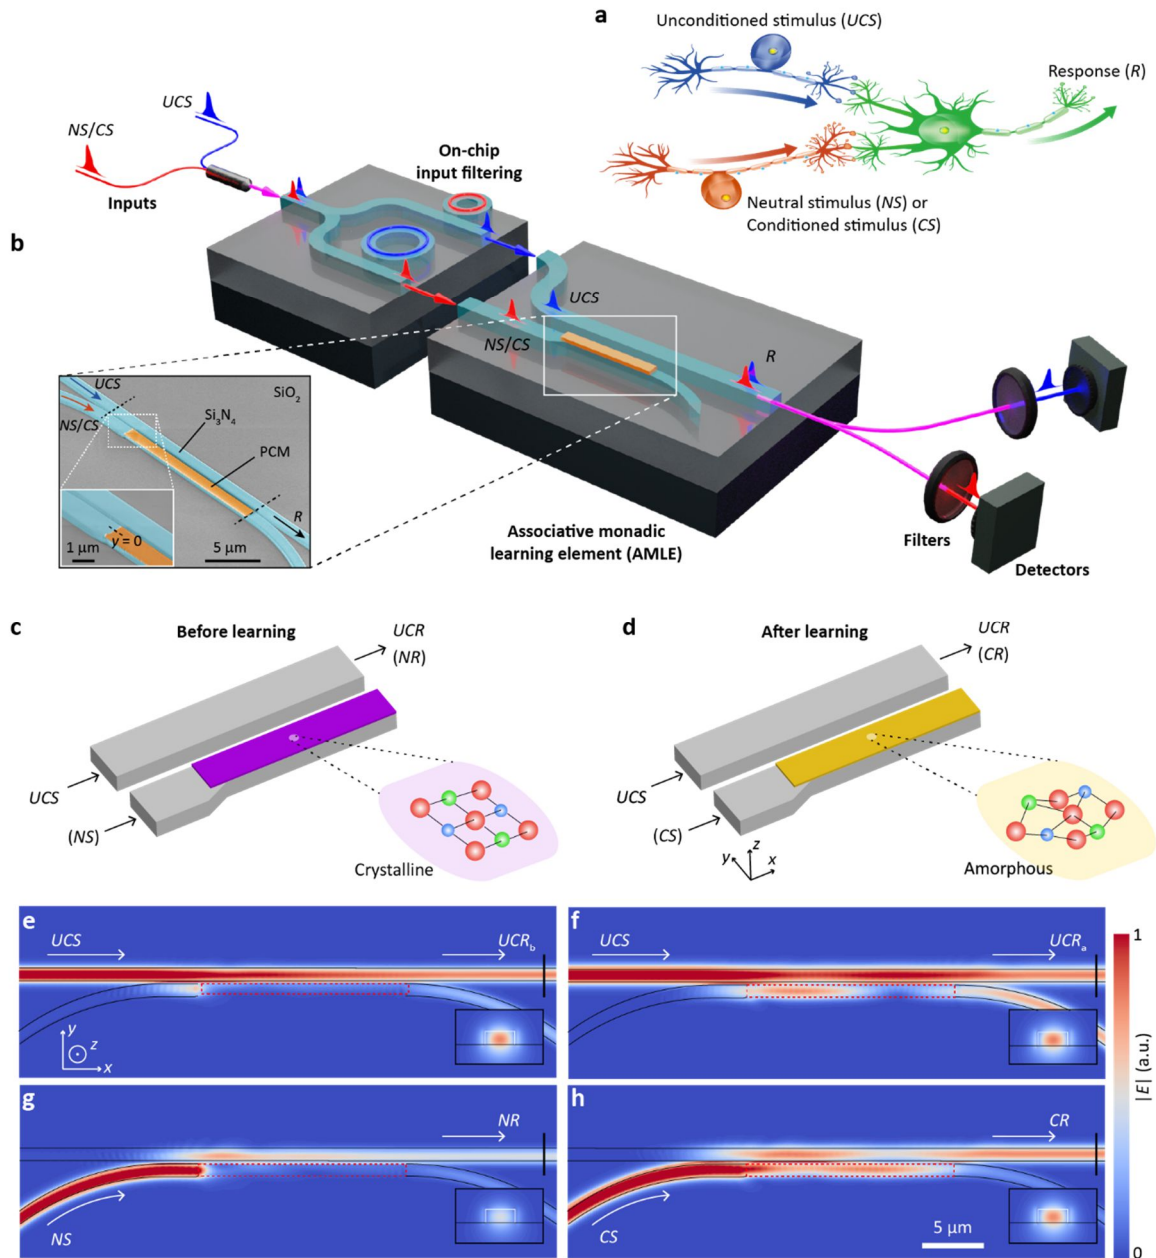 a
Unconditioned stimulus (UCS)
Response (R)
Neutral stimulus (NS) or
Conditioned stimulus (CS)
UCS
NS/CS
Inputs
On-chip
input filtering
b
UCS
NS/CS
R
UCS
NS/CS
SiO₂
Si₃N₄
PCM
R
y = 0
1 μm
5 μm
Associative monadic
learning element (AMLE)
Filters
Detectors
c
Before learning
UCR
(NR)
UCS
(NS)
Crystalline
d
After learning
UCR
(CR)
UCS
(CS)
y
z
x
Amorphous
e
UCS
UCR_b
y
z
x
f
UCS
UCR_a
g
NR
NS
h
CR
CS
5 μm
1
|E| (a.u.)
0